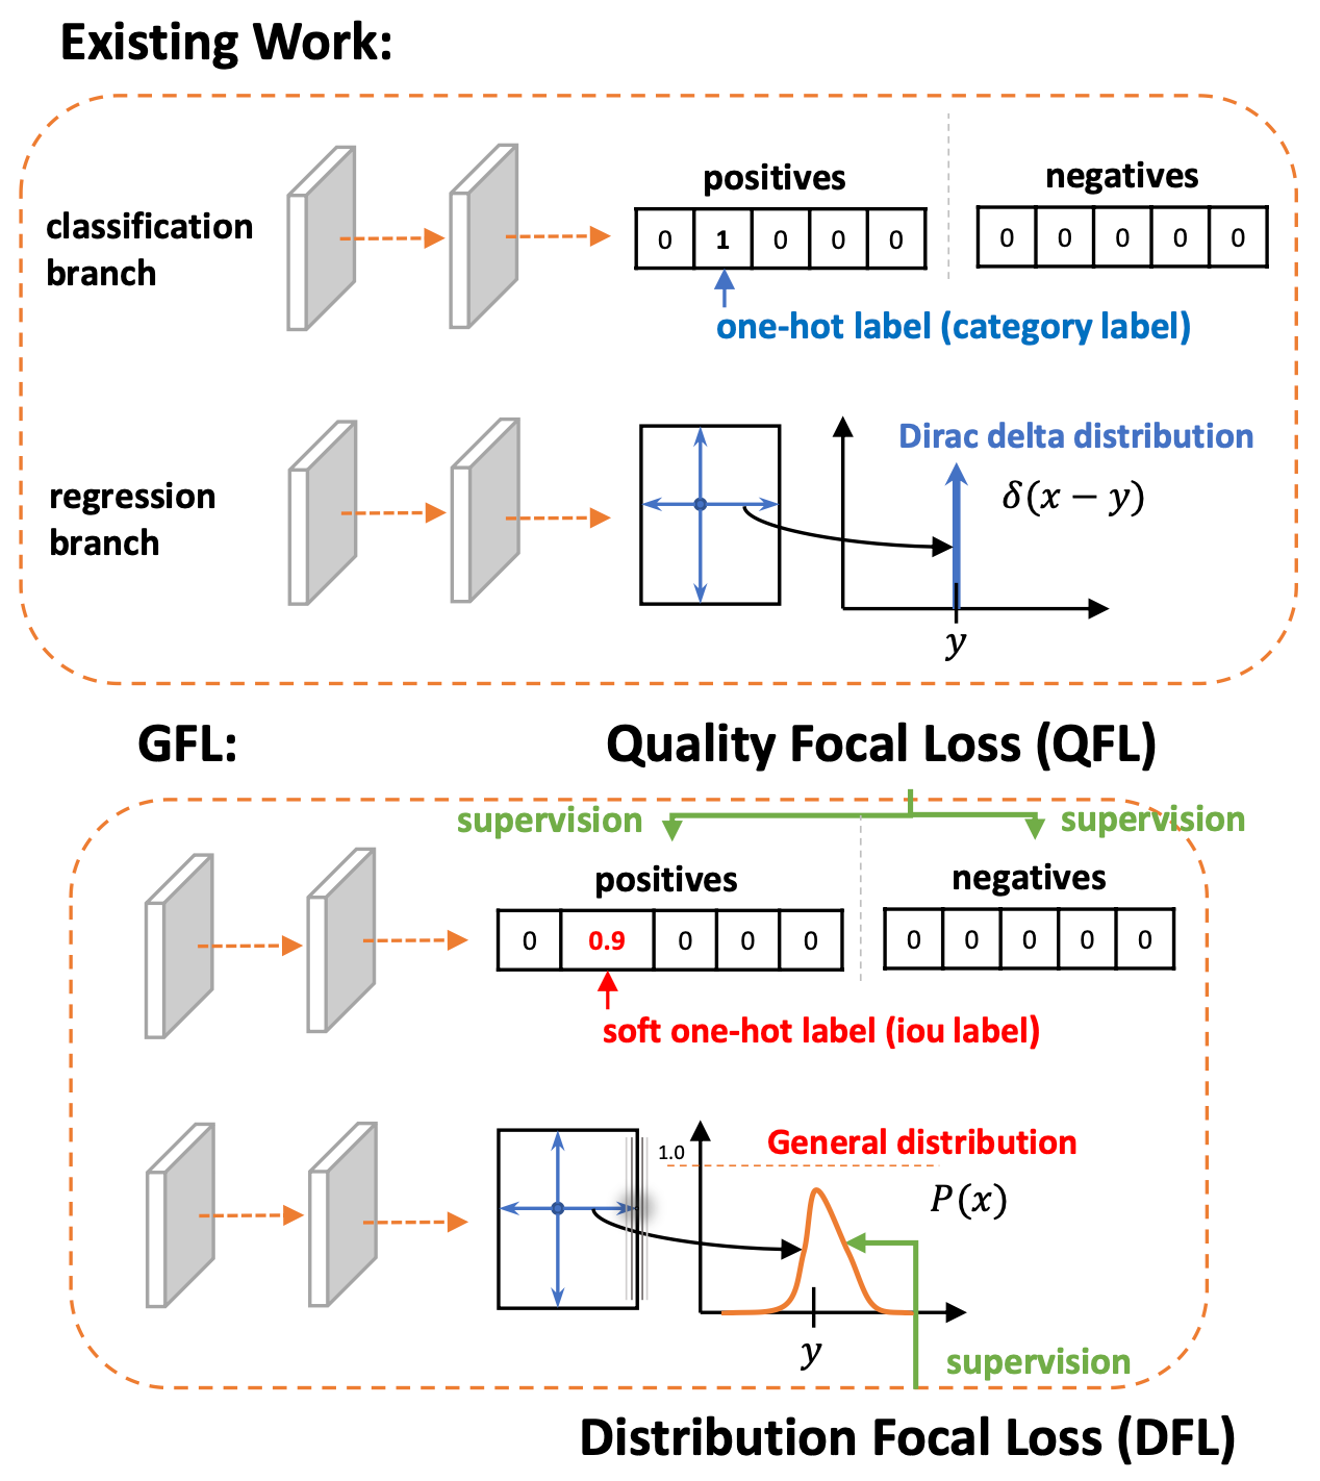 Existing Work:
classification
branch
positives
negatives
0 1 0 0 0
0 0 0 0 0
one-hot label (category label)
regression
branch
Dirac delta distribution
δ(x − y)
y
GFL:
Quality Focal Loss (QFL)
supervision
supervision
positives
negatives
0 0.9 0 0 0
0 0 0 0 0
soft one-hot label (iou label)
1.0
General distribution
P(x)
y
supervision
Distribution Focal Loss (DFL)